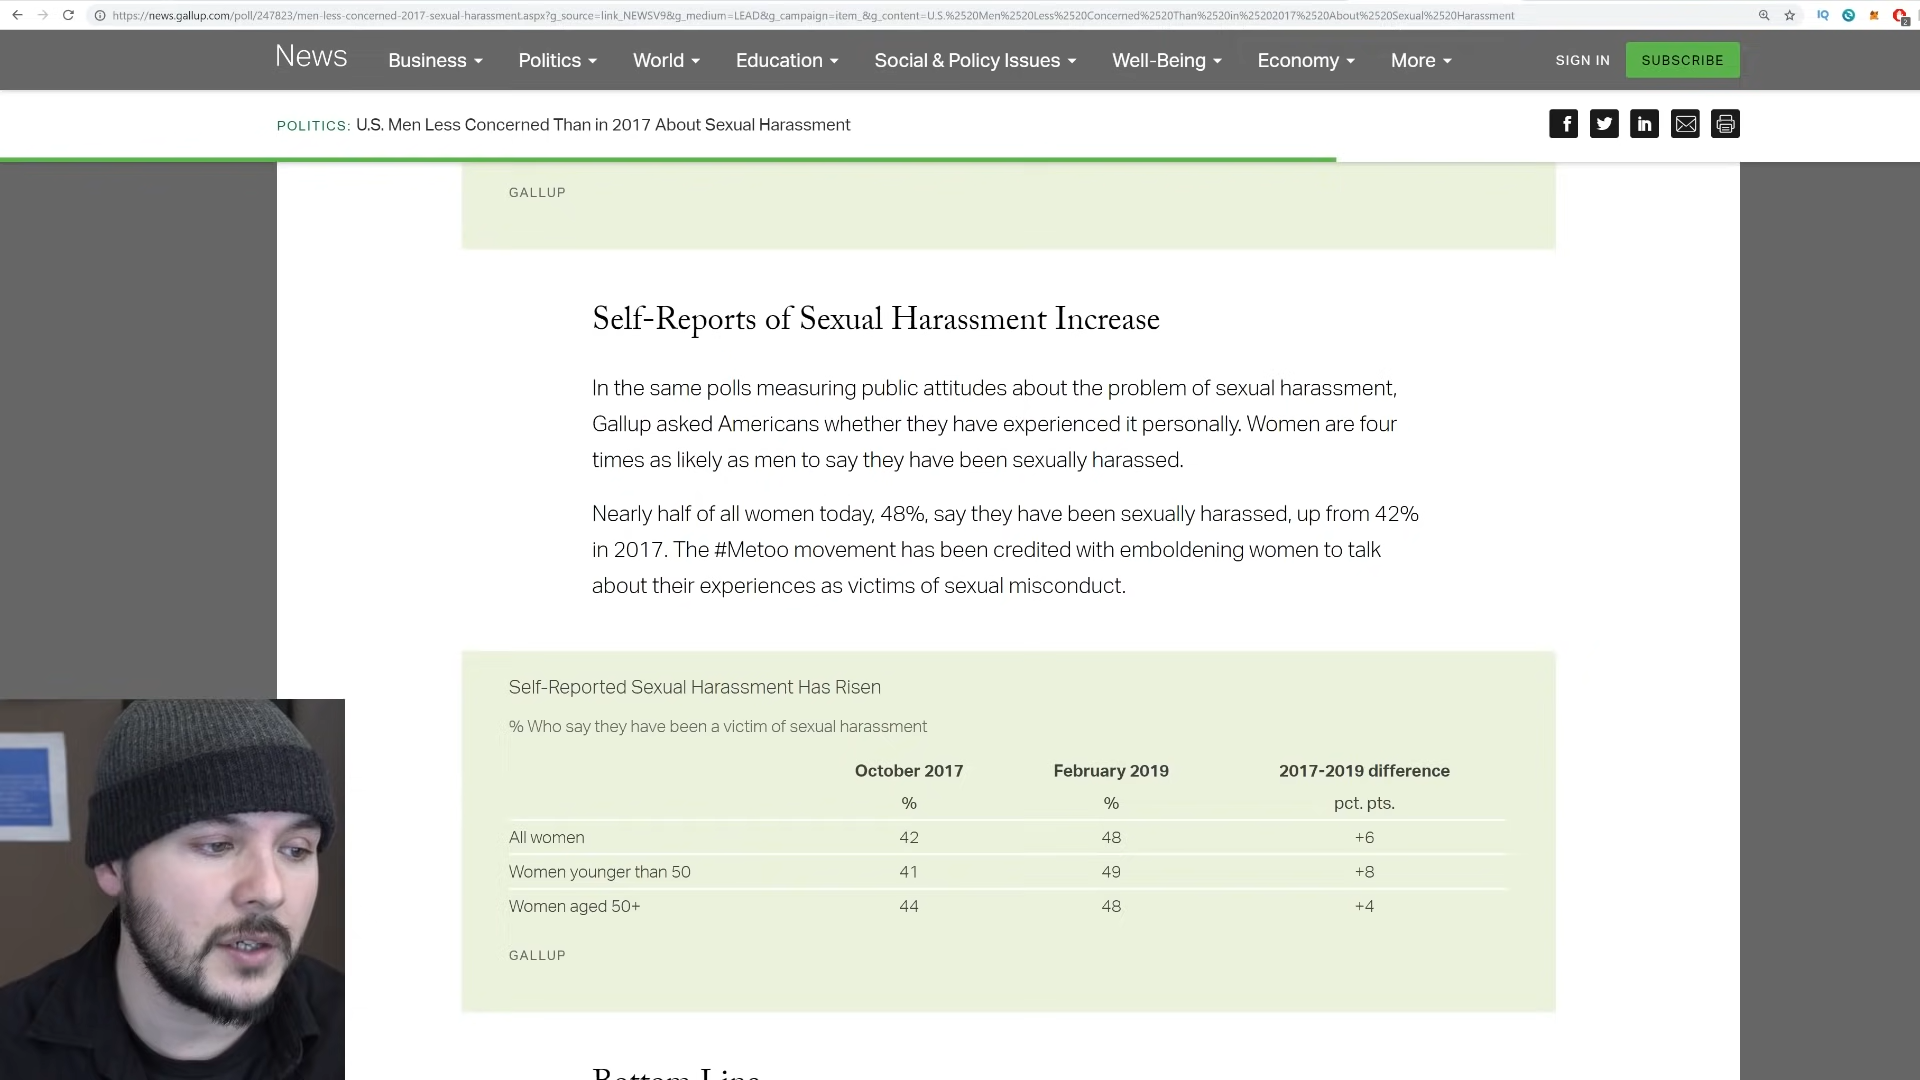 https://news.gallup.com/poll/247823/men-less-concerned-2017-sexual-harassment.aspx?g_source=link_NEWSV9&g_medium=LEAD&g_campaign=item_&g_content=U.S.%2520Men%2520Less%2520Concerned%2520Than%2520in%25202017%2520About%2520Sexual%2520Harassment
IQ
2
News Business Politics World Education Social & Policy Issues Well-Being Economy More SIGN IN SUBSCRIBE
POLITICS: U.S. Men Less Concerned Than in 2017 About Sexual Harassment
GALLUP
Self-Reports of Sexual Harassment Increase
In the same polls measuring public attitudes about the problem of sexual harassment,
Gallup asked Americans whether they have experienced it personally. Women are four
times as likely as men to say they have been sexually harassed.
Nearly half of all women today, 48%, say they have been sexually harassed, up from 42%
in 2017. The #Metoo movement has been credited with emboldening women to talk
about their experiences as victims of sexual misconduct.
Self-Reported Sexual Harassment Has Risen
% Who say they have been a victim of sexual harassment
October 2017 February 2019 2017-2019 difference
% % pct. pts.
All women 42 48 +6
Women younger than 50 41 49 +8
Women aged 50+ 44 48 +4
GALLUP
Bottom Line